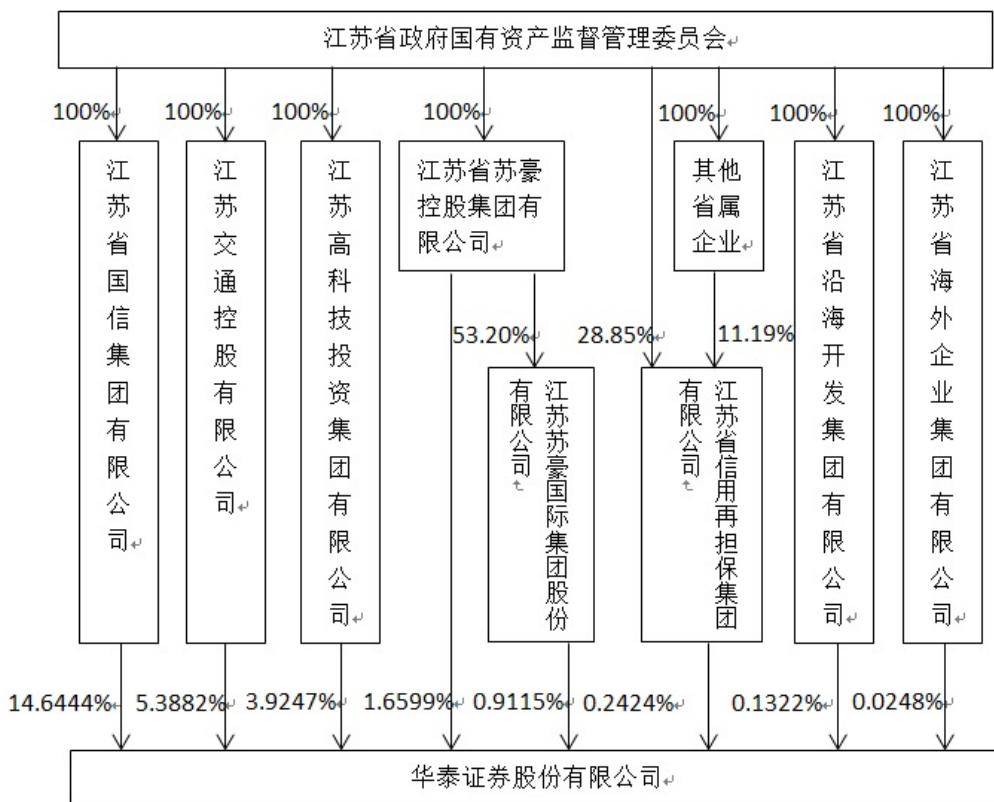 江苏省政府国有资产监督管理委员会
100%
100%
100%
100%
100%
100%
100%
江苏省国信集团有限公司
江苏交通控股有限公司
江苏高科技投资集团有限公司
江苏省苏豪
控股集团有
限公司
其他
省属
企业
江苏省沿海开发集团有限公司
江苏省海外企业集团有限公司
53.20%
28.85%
11.19%
江苏苏豪国际集团股份
有限公司
江苏省信用再担保集团
有限公司
14.6444%
5.3882%
3.9247%
1.6599%
0.9115%
0.2424%
0.1322%
0.0248%
华泰证券股份有限公司